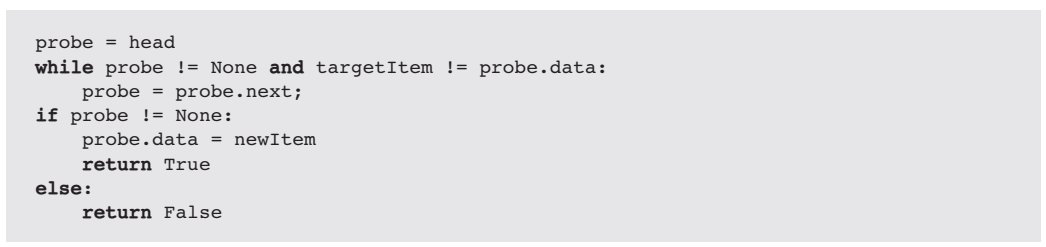 probe = head
while probe != None and targetItem != probe.data:
    probe = probe.next;
if probe != None:
    probe.data = newItem
    return True
else:
    return False